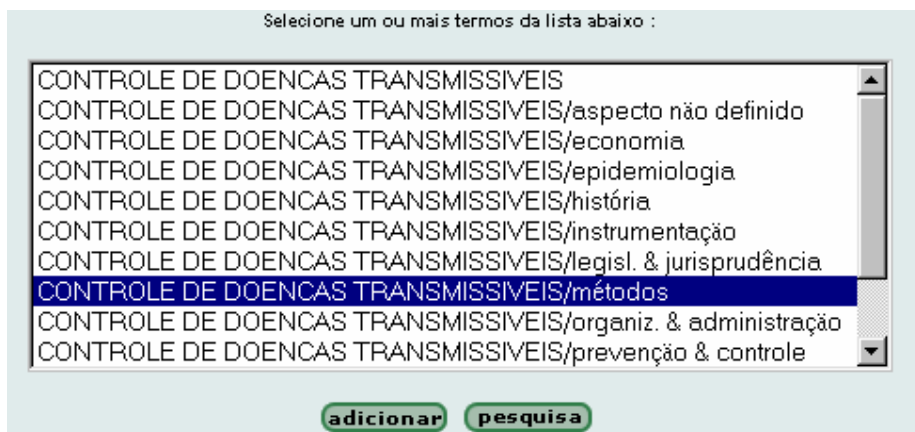 Selecione um ou mais termos da lista abaixo :
CONTROLE DE DOENCAS TRANSMISSIVEIS
CONTROLE DE DOENCAS TRANSMISSIVEIS/aspecto não definido
CONTROLE DE DOENCAS TRANSMISSIVEIS/economia
CONTROLE DE DOENCAS TRANSMISSIVEIS/epidemiologia
CONTROLE DE DOENCAS TRANSMISSIVEIS/história
CONTROLE DE DOENCAS TRANSMISSIVEIS/instrumentação
CONTROLE DE DOENCAS TRANSMISSIVEIS/legisl. & jurisprudência
CONTROLE DE DOENCAS TRANSMISSIVEIS/métodos
CONTROLE DE DOENCAS TRANSMISSIVEIS/organiz. & administração
CONTROLE DE DOENCAS TRANSMISSIVEIS/prevenção & controle
adicionar pesquisa